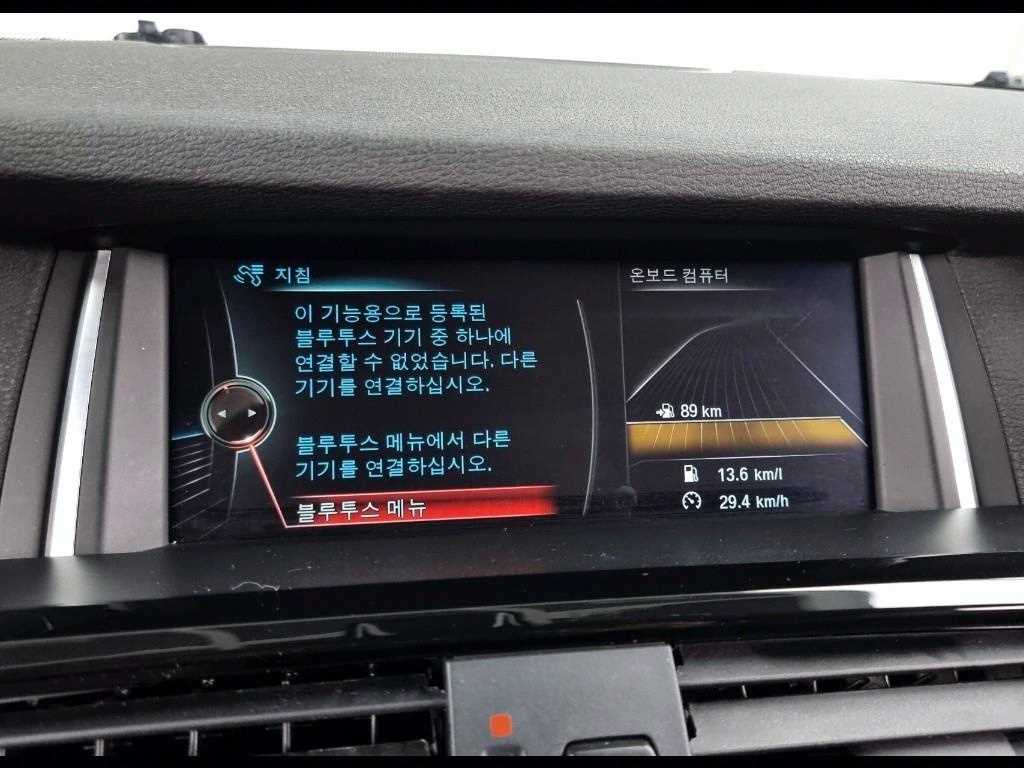 지침
이 기능용으로 등록된
블루투스 기기 중 하나에
연결할 수 없었습니다. 다른
기기를 연결하십시오.
블루투스 메뉴에서 다른
기기를 연결하십시오.
블루투스 메뉴
온보드 컴퓨터
89 km
13.6 km/l
29.4 km/h